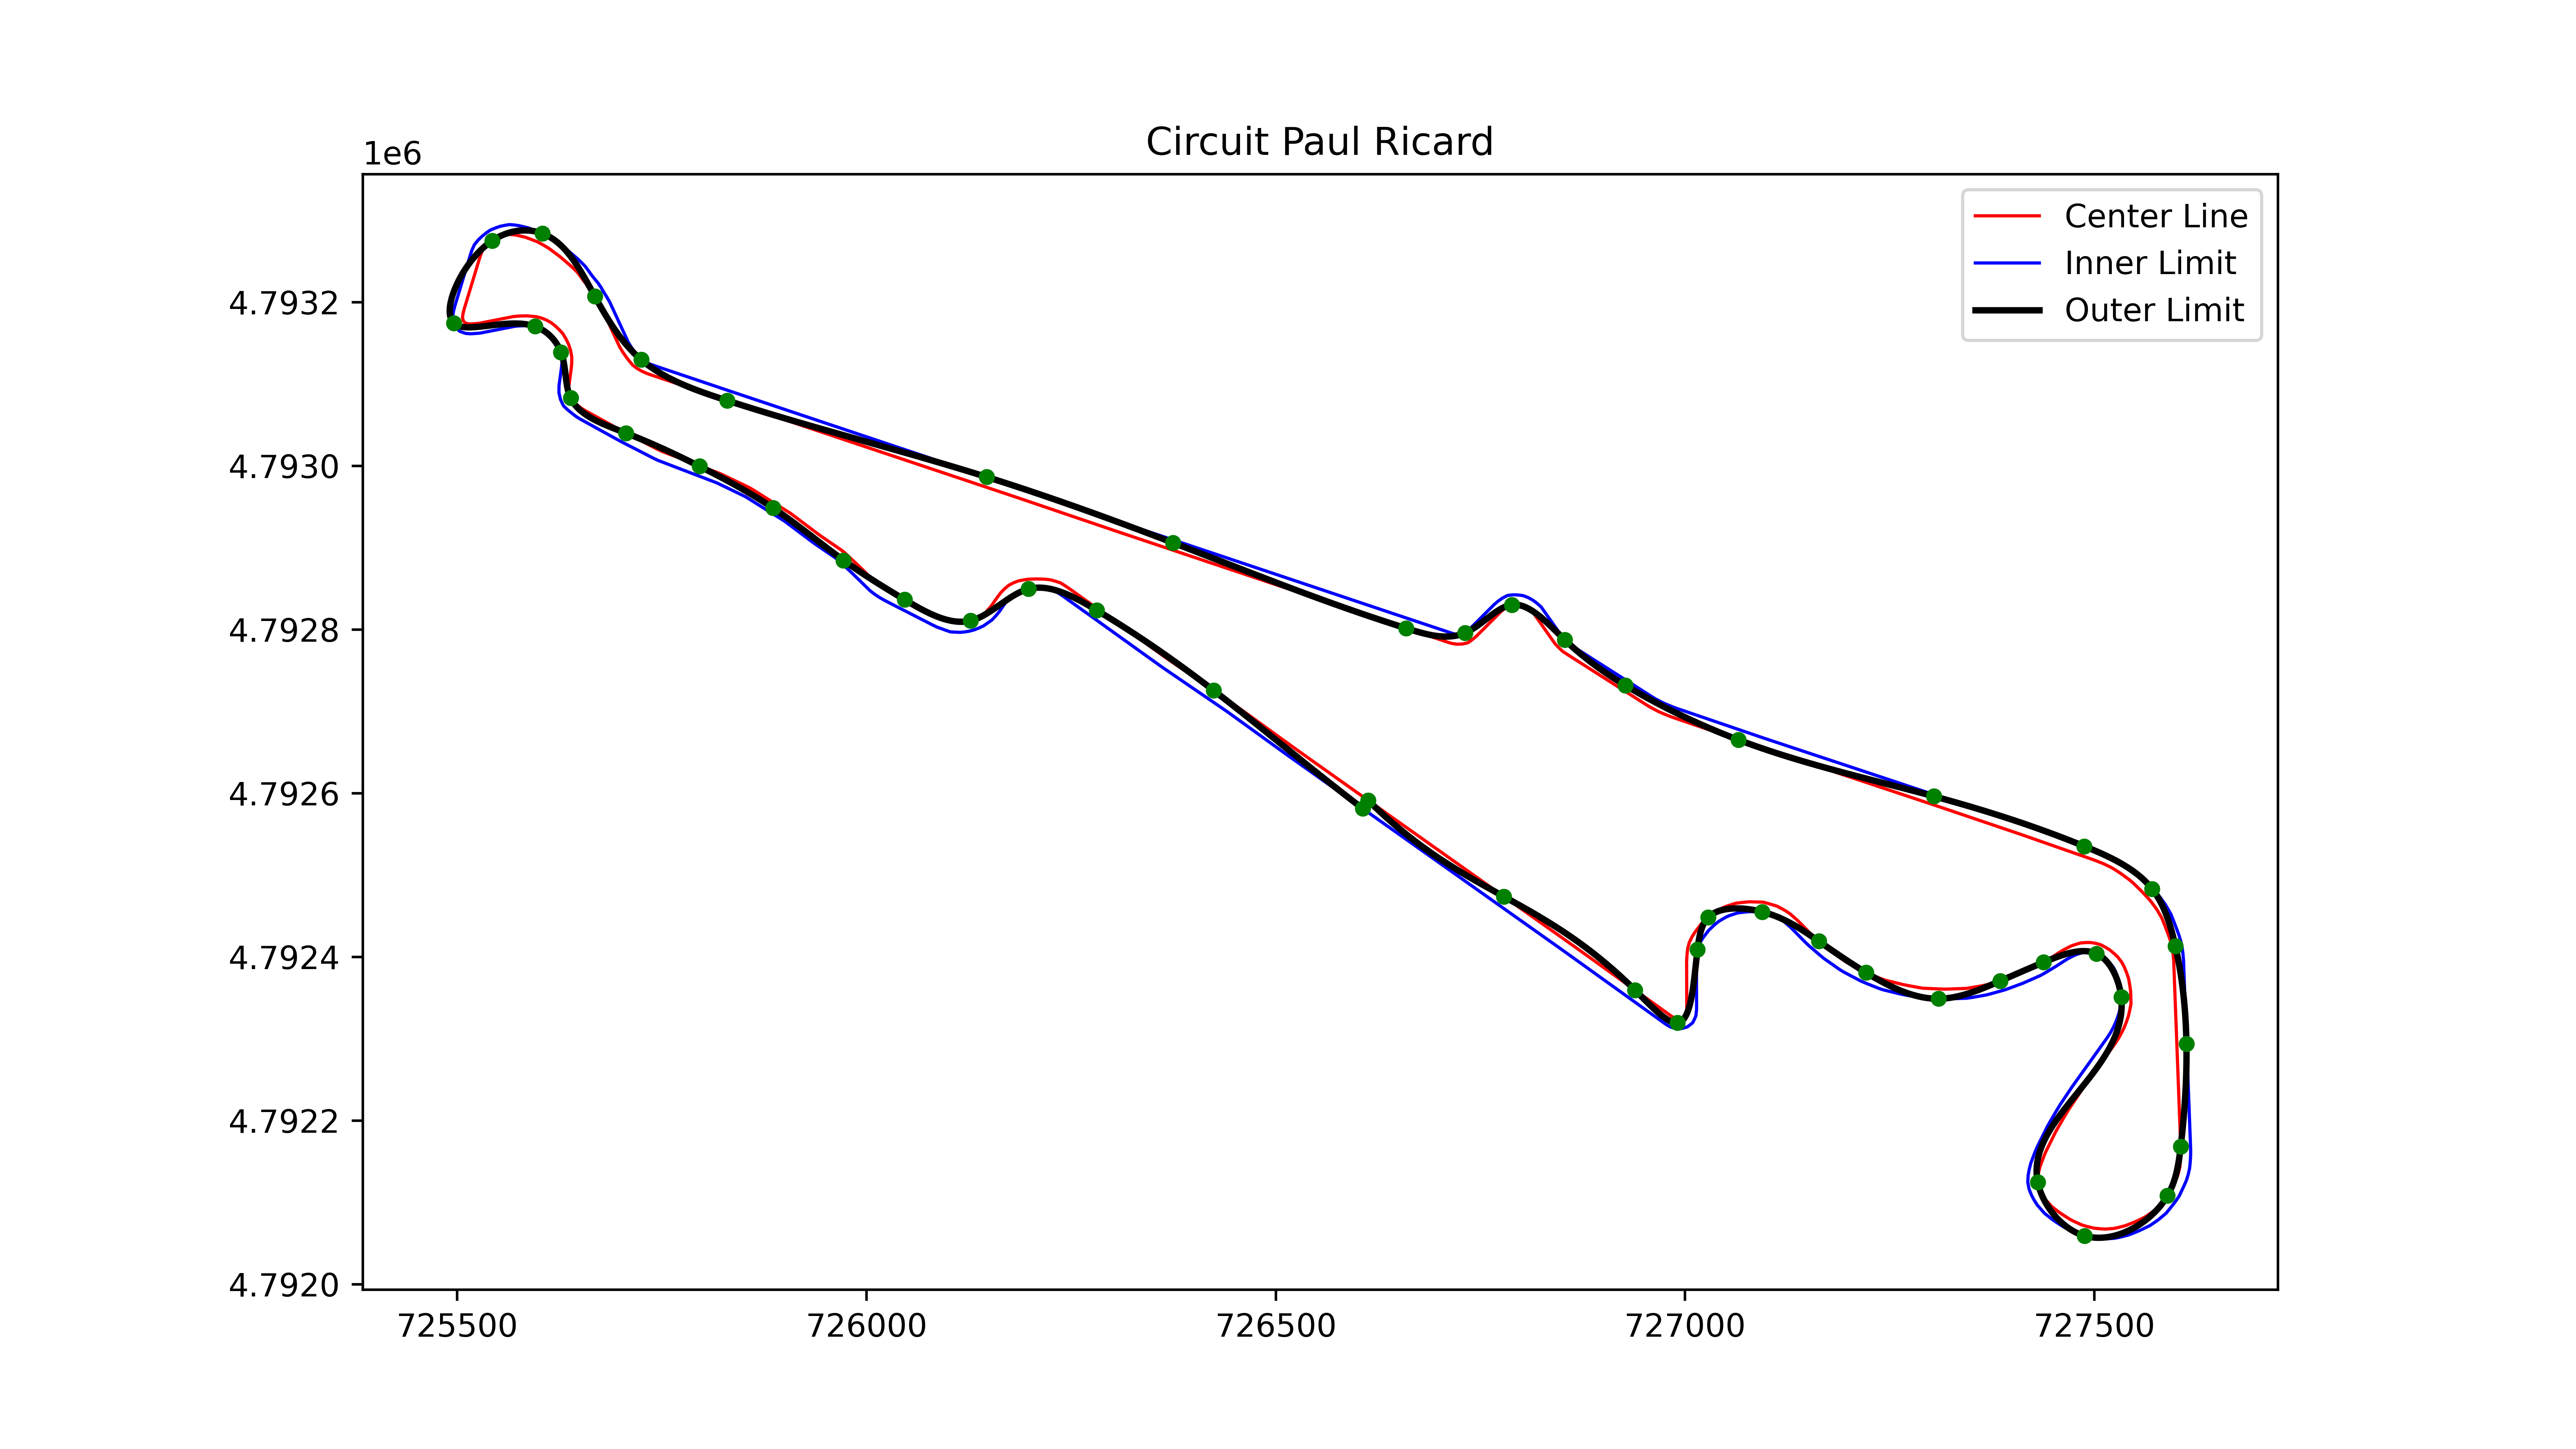 Circuit Paul Ricard
1e6
Center Line
Inner Limit
Outer Limit
4.7932
4.7930
4.7928
4.7926
4.7924
4.7922
4.7920
725500 726000 726500 727000 727500